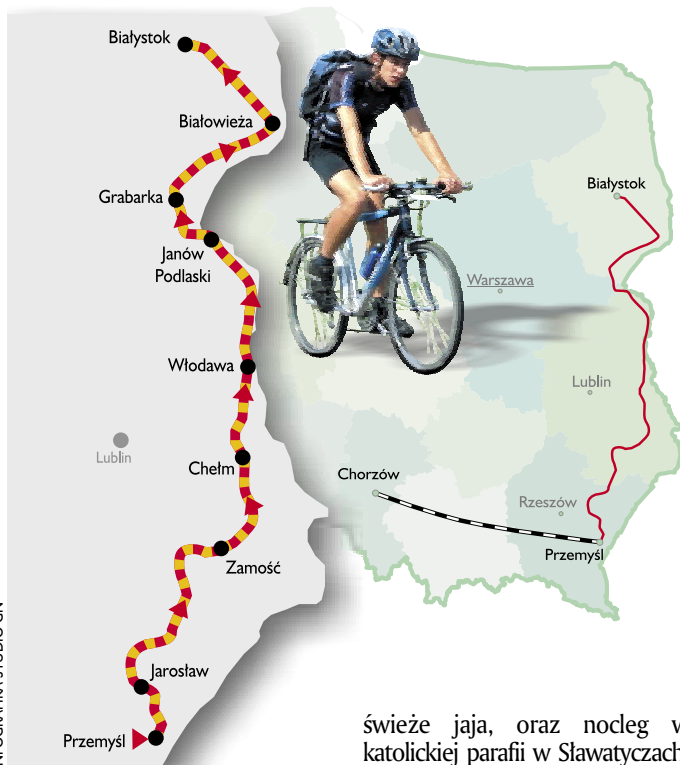 Białystok
Białowieża
Grabarka
Janów
Podlaski
Włodawa
Lublin
Chełm
Zamość
Jarosław
Przemyśl
Białystok
Warszawa
Lublin
Chorzów
Rzeszów
Przemyśl
świeże jaja, oraz nocleg w
katolickiej parafii w Sławatyczach